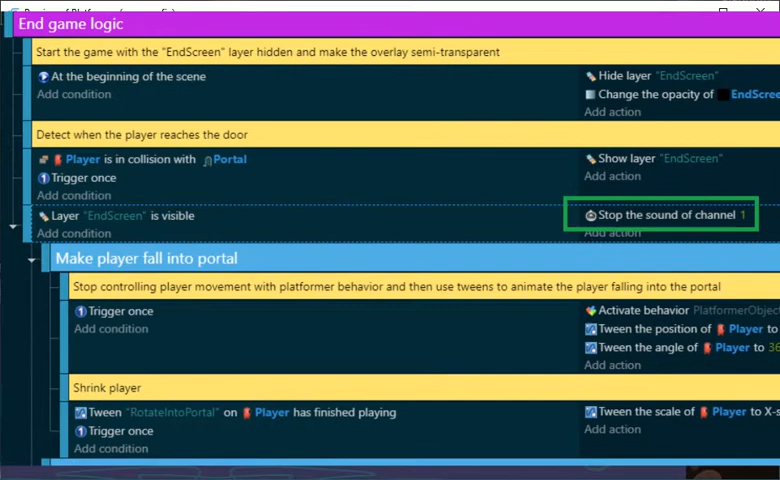 End game logic
Start the game with the "EndScreen" layer hidden and make the overlay semi-transparent
At the beginning of the scene
Add condition
Hide layer "EndScreen"
Change the opacity of EndScree
Add action
Detect when the player reaches the door
Player is in collision with Portal
Trigger once
Add condition
Show layer "EndScreen"
Add action
Layer "EndScreen" is visible
Add condition
Stop the sound of channel 1
Add action
Make player fall into portal
Stop controlling player movement with platformer behavior and then use tweens to animate the player falling into the portal
Trigger once
Add condition
Activate behavior PlatformerObject
Tween the position of Player to
Tween the angle of Player to 36
Add action
Shrink player
Tween "RotateIntoPortal" on Player has finished playing
Trigger once
Add condition
Tween the scale of Player to X-s
Add action